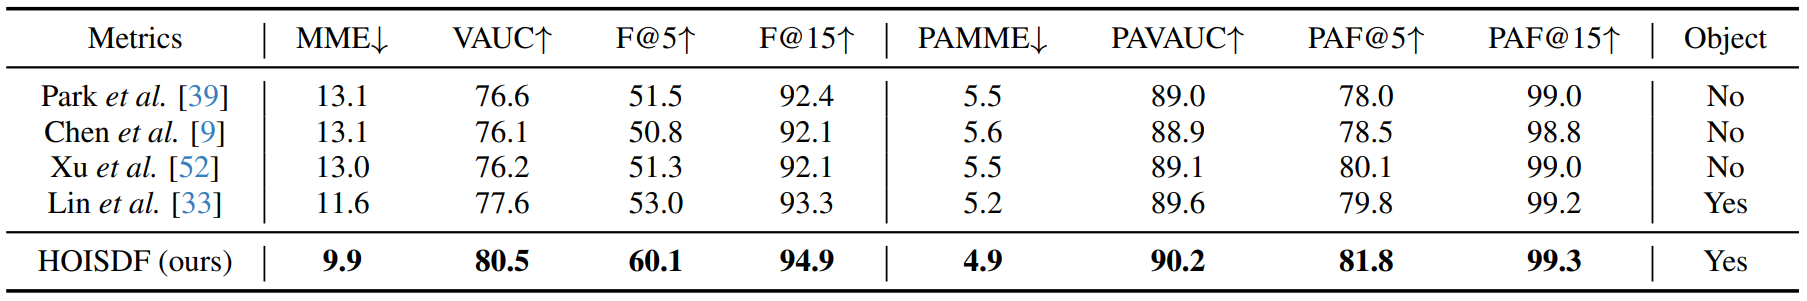 Metrics MME↓ VAUC↑ F@5↑ F@15↑ PAMME↓ PAVAUC↑ PAF@5↑ PAF@15↑ Object
Park et al. [39] 13.1 76.6 51.5 92.4 5.5 89.0 78.0 99.0 No
Chen et al. [9] 13.1 76.1 50.8 92.1 5.6 88.9 78.5 98.8 No
Xu et al. [52] 13.0 76.2 51.3 92.1 5.5 89.1 80.1 99.0 No
Lin et al. [33] 11.6 77.6 53.0 93.3 5.2 89.6 79.8 99.2 Yes
HOISDF (ours) 9.9 80.5 60.1 94.9 4.9 90.2 81.8 99.3 Yes